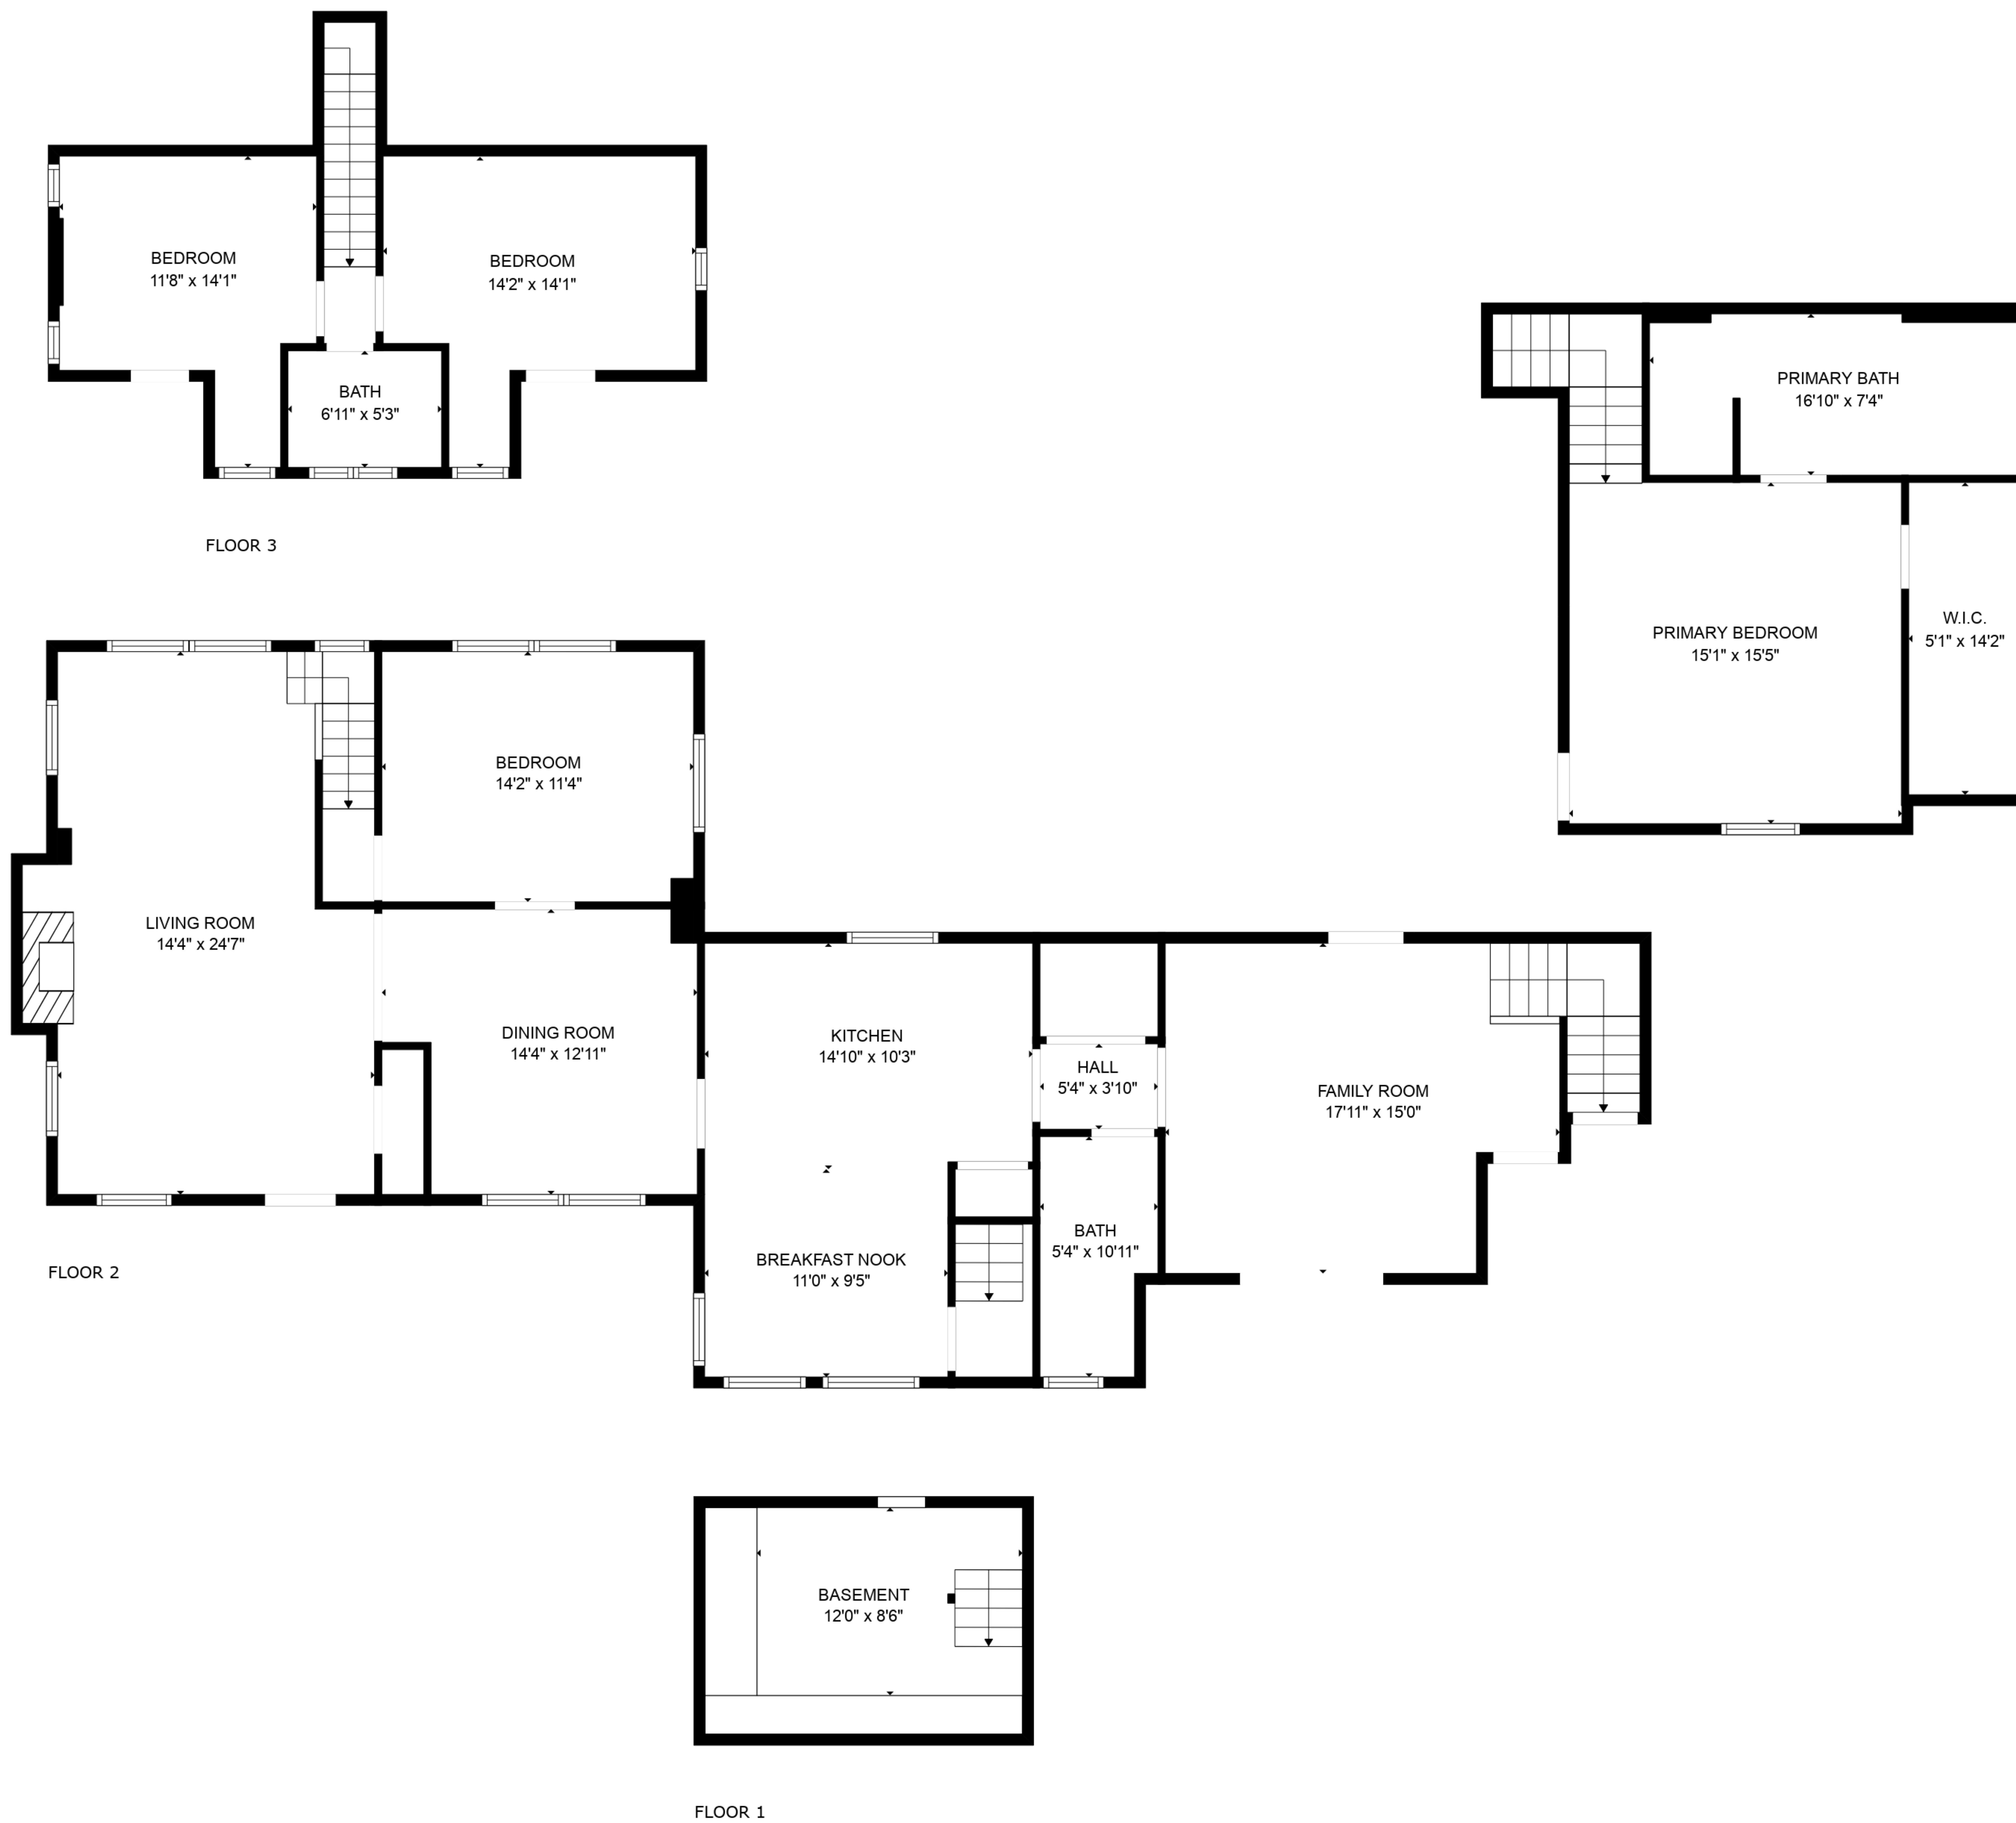 BEDROOM
11'8" x 14'1"
BEDROOM
14'2" x 14'1"
BATH
6'11" x 5'3"
FLOOR 3
PRIMARY BATH
16'10" x 7'4"
PRIMARY BEDROOM
15'1" x 15'5"
W.I.C.
5'1" x 14'2"
BEDROOM
14'2" x 11'4"
LIVING ROOM
14'4" x 24'7"
DINING ROOM
14'4" x 12'11"
KITCHEN
14'10" x 10'3"
HALL
5'4" x 3'10"
FAMILY ROOM
17'11" x 15'0"
BREAKFAST NOOK
11'0" x 9'5"
BATH
5'4" x 10'11"
FLOOR 2
BASEMENT
12'0" x 8'6"
FLOOR 1